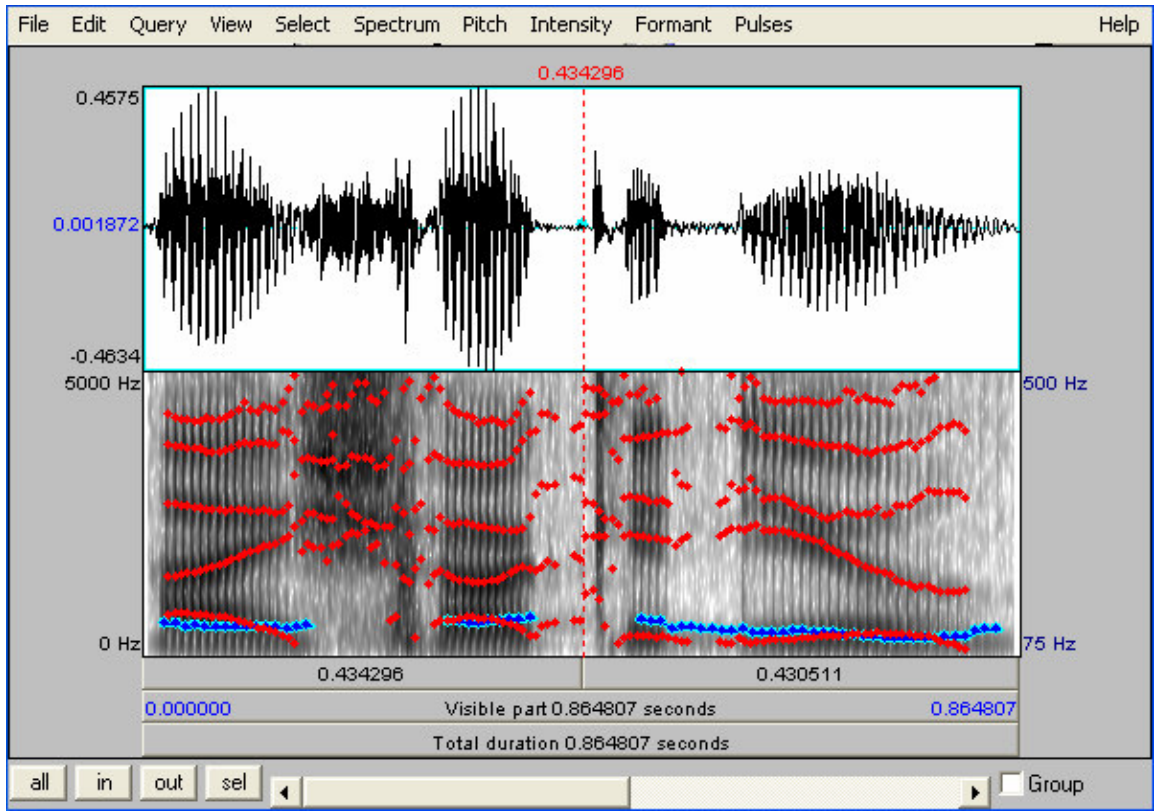 File Edit Query View Select Spectrum Pitch Intensity Formant Pulses Help
0.434296
0.4575
0.001872
-0.4634
5000 Hz 500 Hz
0 Hz 75 Hz
0.434296 0.430511
0.000000 Visible part 0.864807 seconds 0.864807
Total duration 0.864807 seconds
all in out sel Group